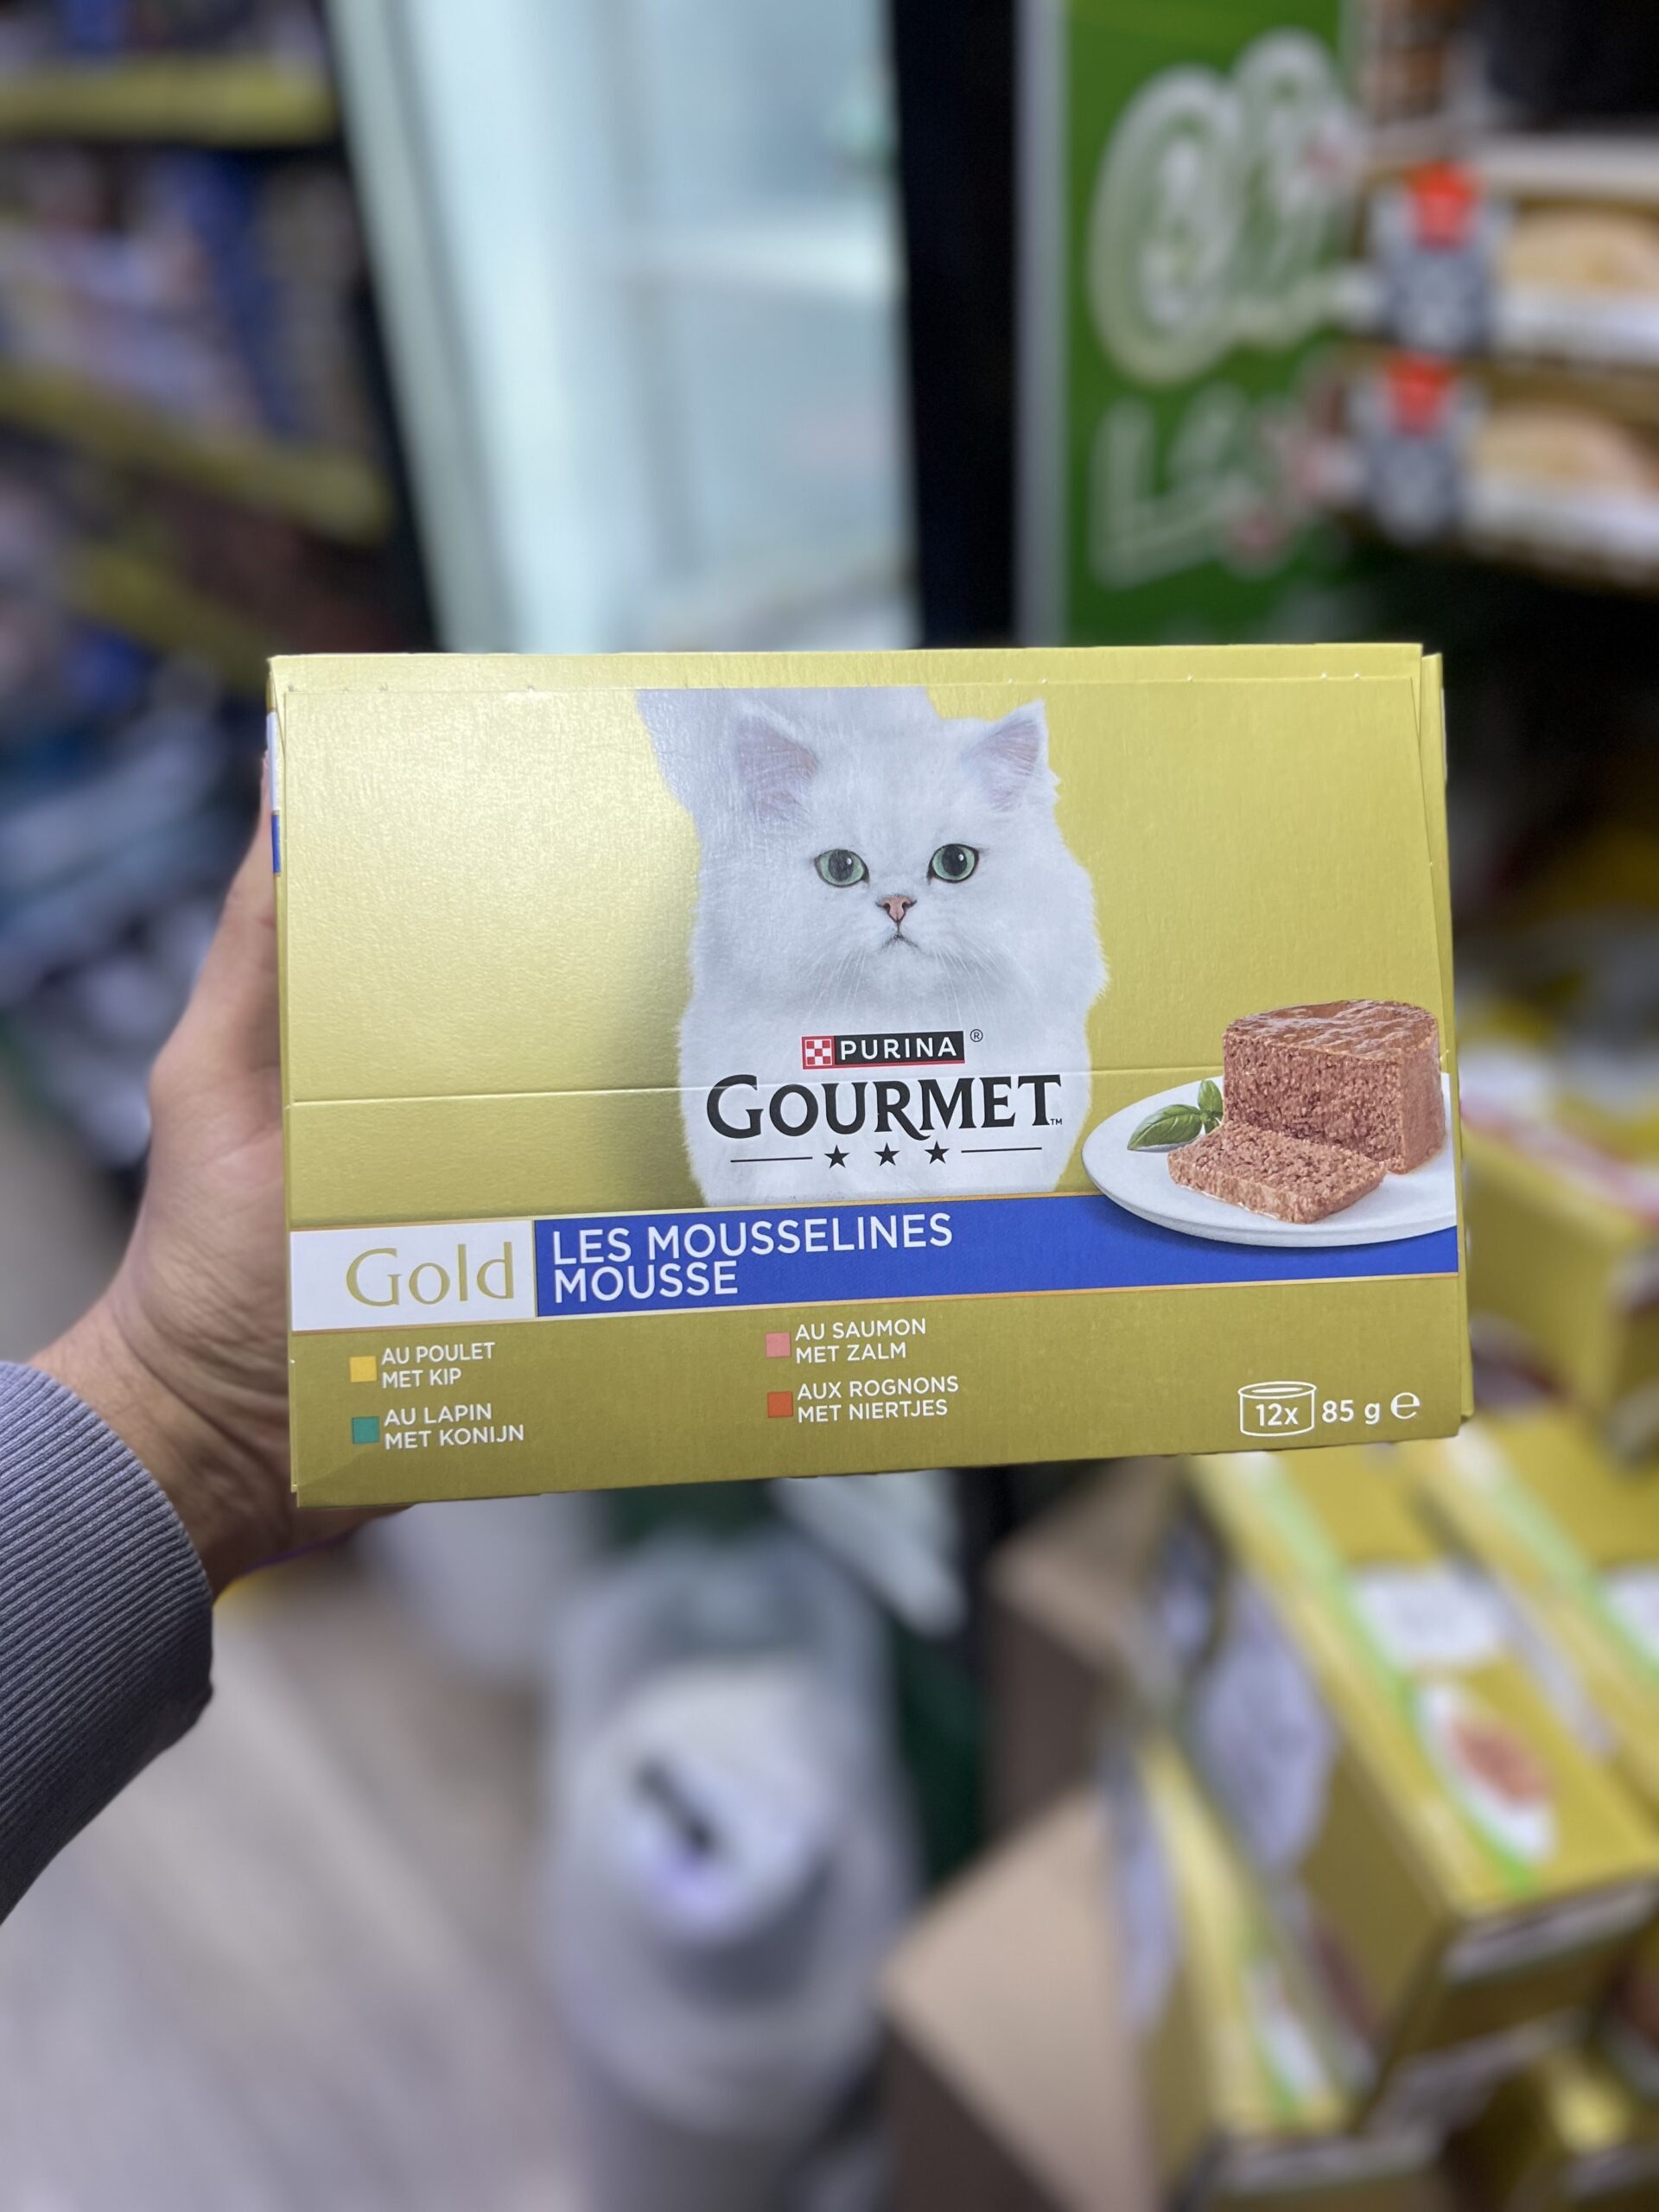 PURINA ®
GOURMET™
Gold
LES MOUSSELINES
MOUSSE
AU POULET
MET KIP
AU LAPIN
MET KONIJN
AU SAUMON
MET ZALM
AUX ROGNONS
MET NIERTJES
12x 85 g ℮